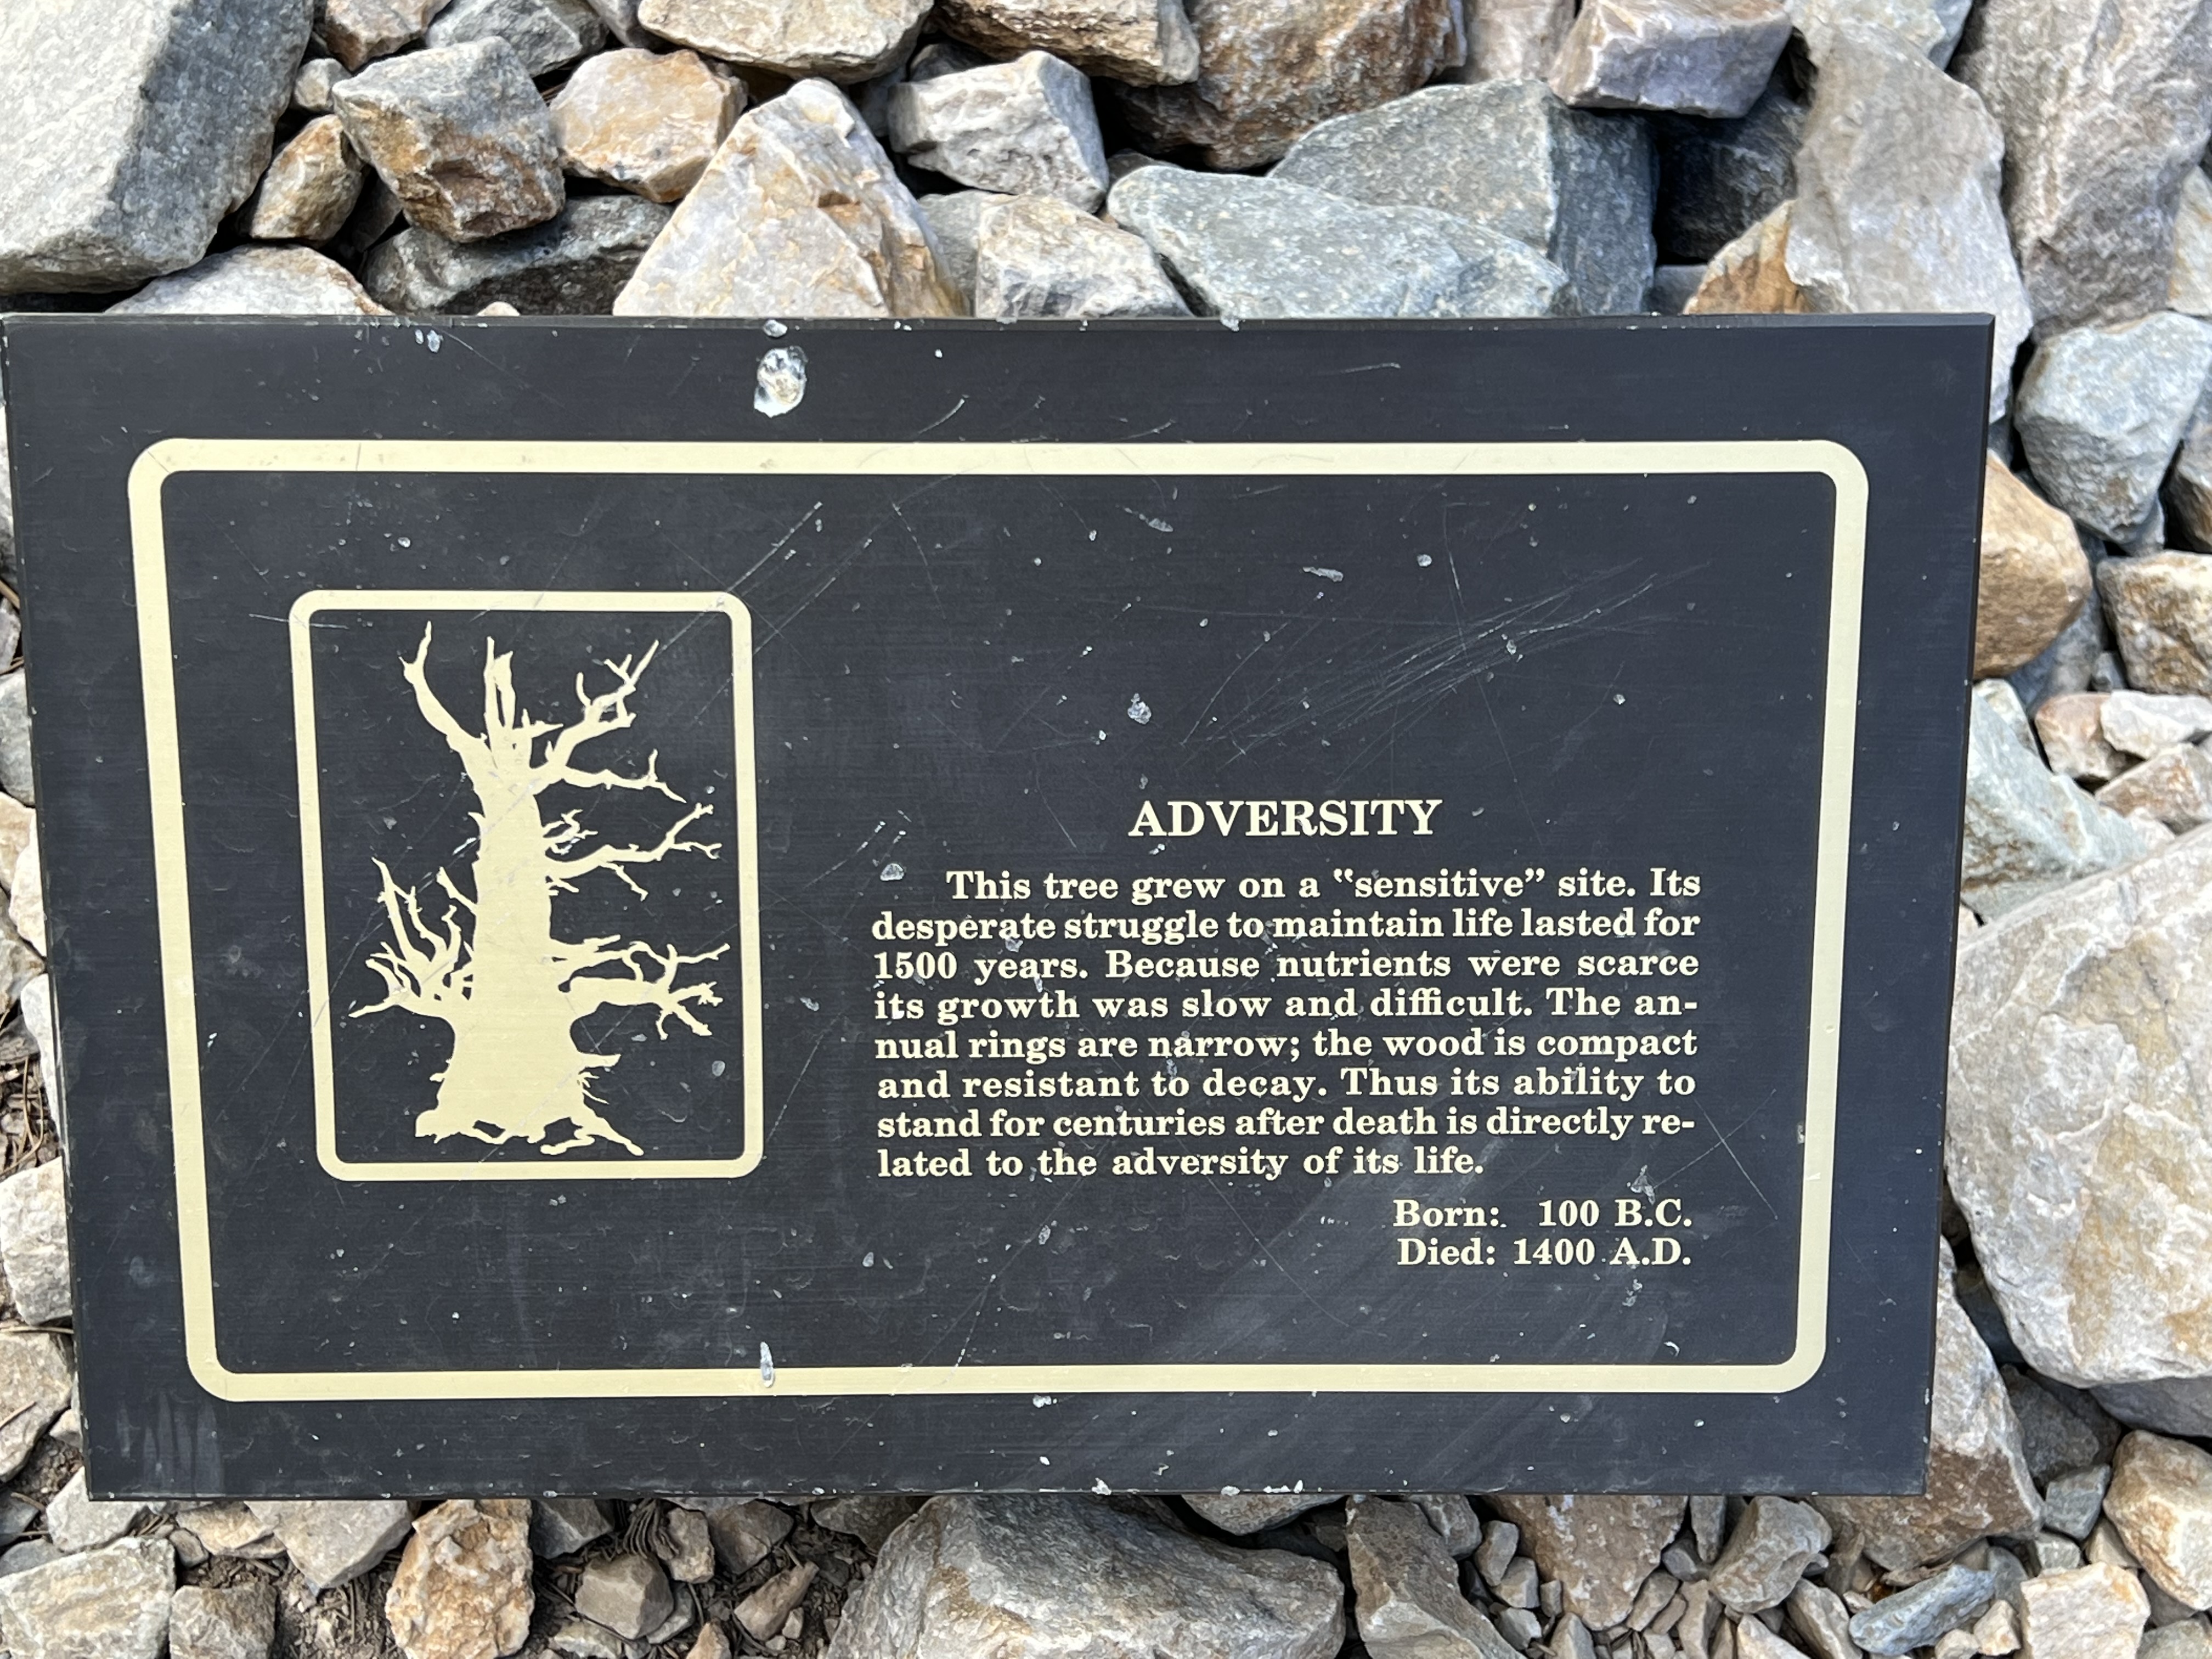 ADVERSITY
This tree grew on a “sensitive” site. Its
desperate struggle to maintain life lasted for
1500 years. Because nutrients were scarce
its growth was slow and difficult. The an-
nual rings are narrow; the wood is compact
and resistant to decay. Thus its ability to
stand for centuries after death is directly re-
lated to the adversity of its life.
Born: 100 B.C.
Died: 1400 A.D.